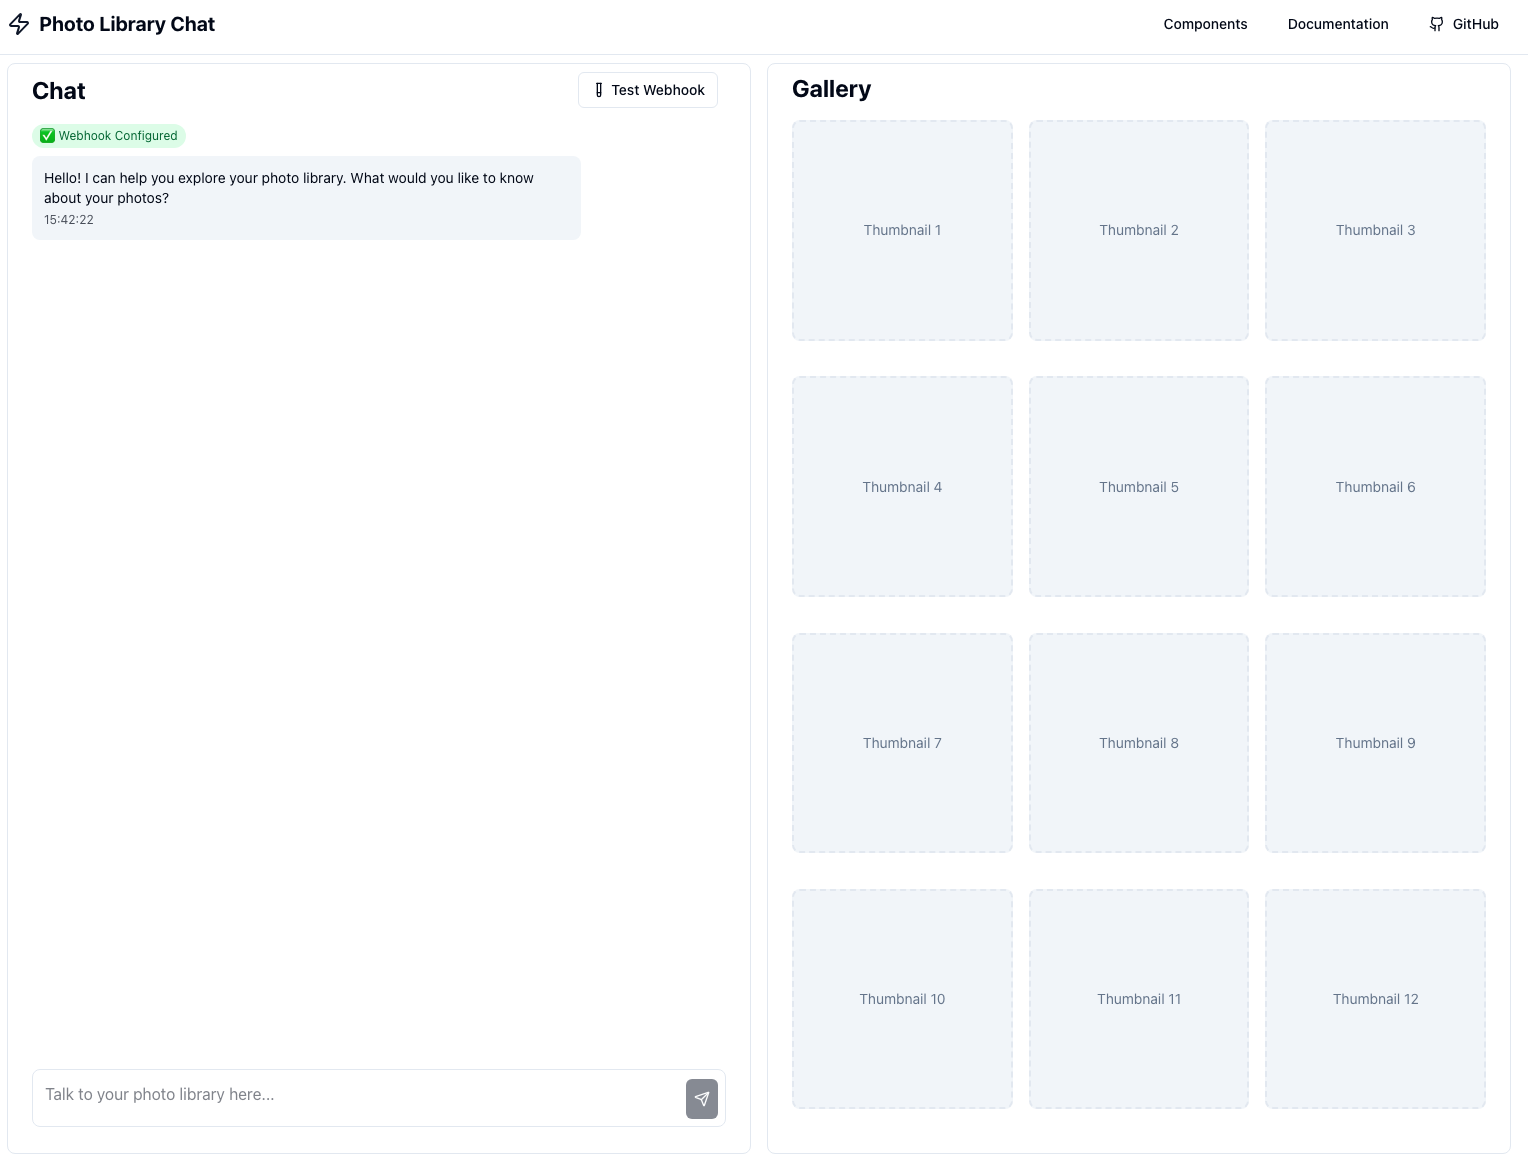 Photo Library Chat
Components
Documentation
GitHub
Chat
Test Webhook
✅ Webhook Configured
Hello! I can help you explore your photo library. What would you like to know
about your photos?
15:42:22
Talk to your photo library here...
Gallery
Thumbnail 1
Thumbnail 2
Thumbnail 3
Thumbnail 4
Thumbnail 5
Thumbnail 6
Thumbnail 7
Thumbnail 8
Thumbnail 9
Thumbnail 10
Thumbnail 11
Thumbnail 12